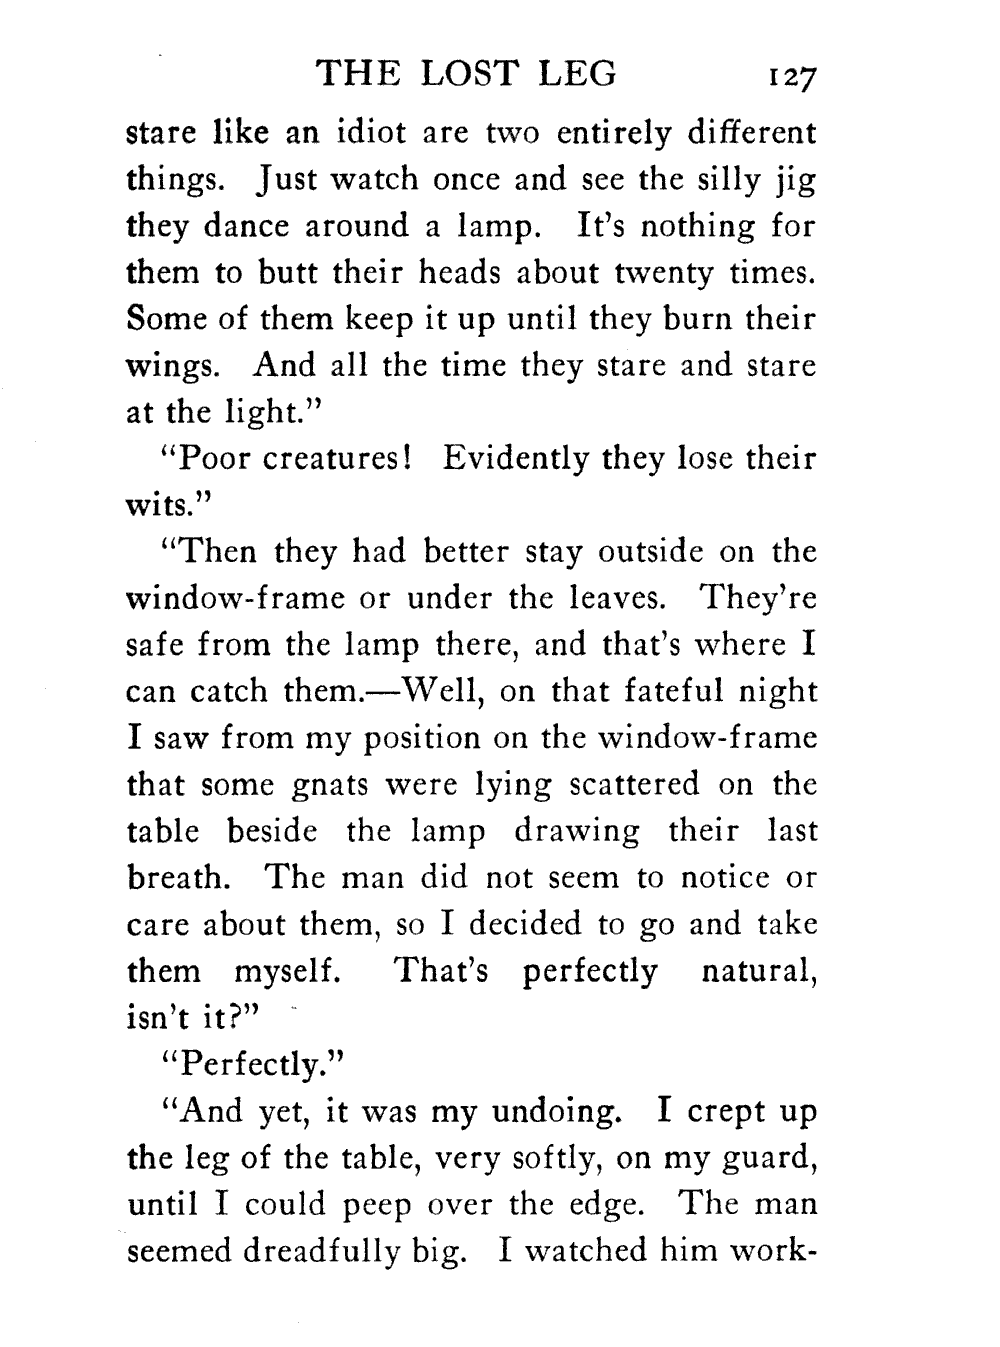 THE LOST LEG 127
stare like an idiot are two entirely different
things. Just watch once and see the silly jig
they dance around a lamp. It's nothing for
them to butt their heads about twenty times.
Some of them keep it up until they burn their
wings. And all the time they stare and stare
at the light.”
“Poor creatures! Evidently they lose their
wits.”
“Then they had better stay outside on the
window-frame or under the leaves. They're
safe from the lamp there, and that's where I
can catch them.—Well, on that fateful night
I saw from my position on the window-frame
that some gnats were lying scattered on the
table beside the lamp drawing their last
breath. The man did not seem to notice or
care about them, so I decided to go and take
them myself. That's perfectly natural,
isn't it?”
“Perfectly.”
“And yet, it was my undoing. I crept up
the leg of the table, very softly, on my guard,
until I could peep over the edge. The man
seemed dreadfully big. I watched him work-